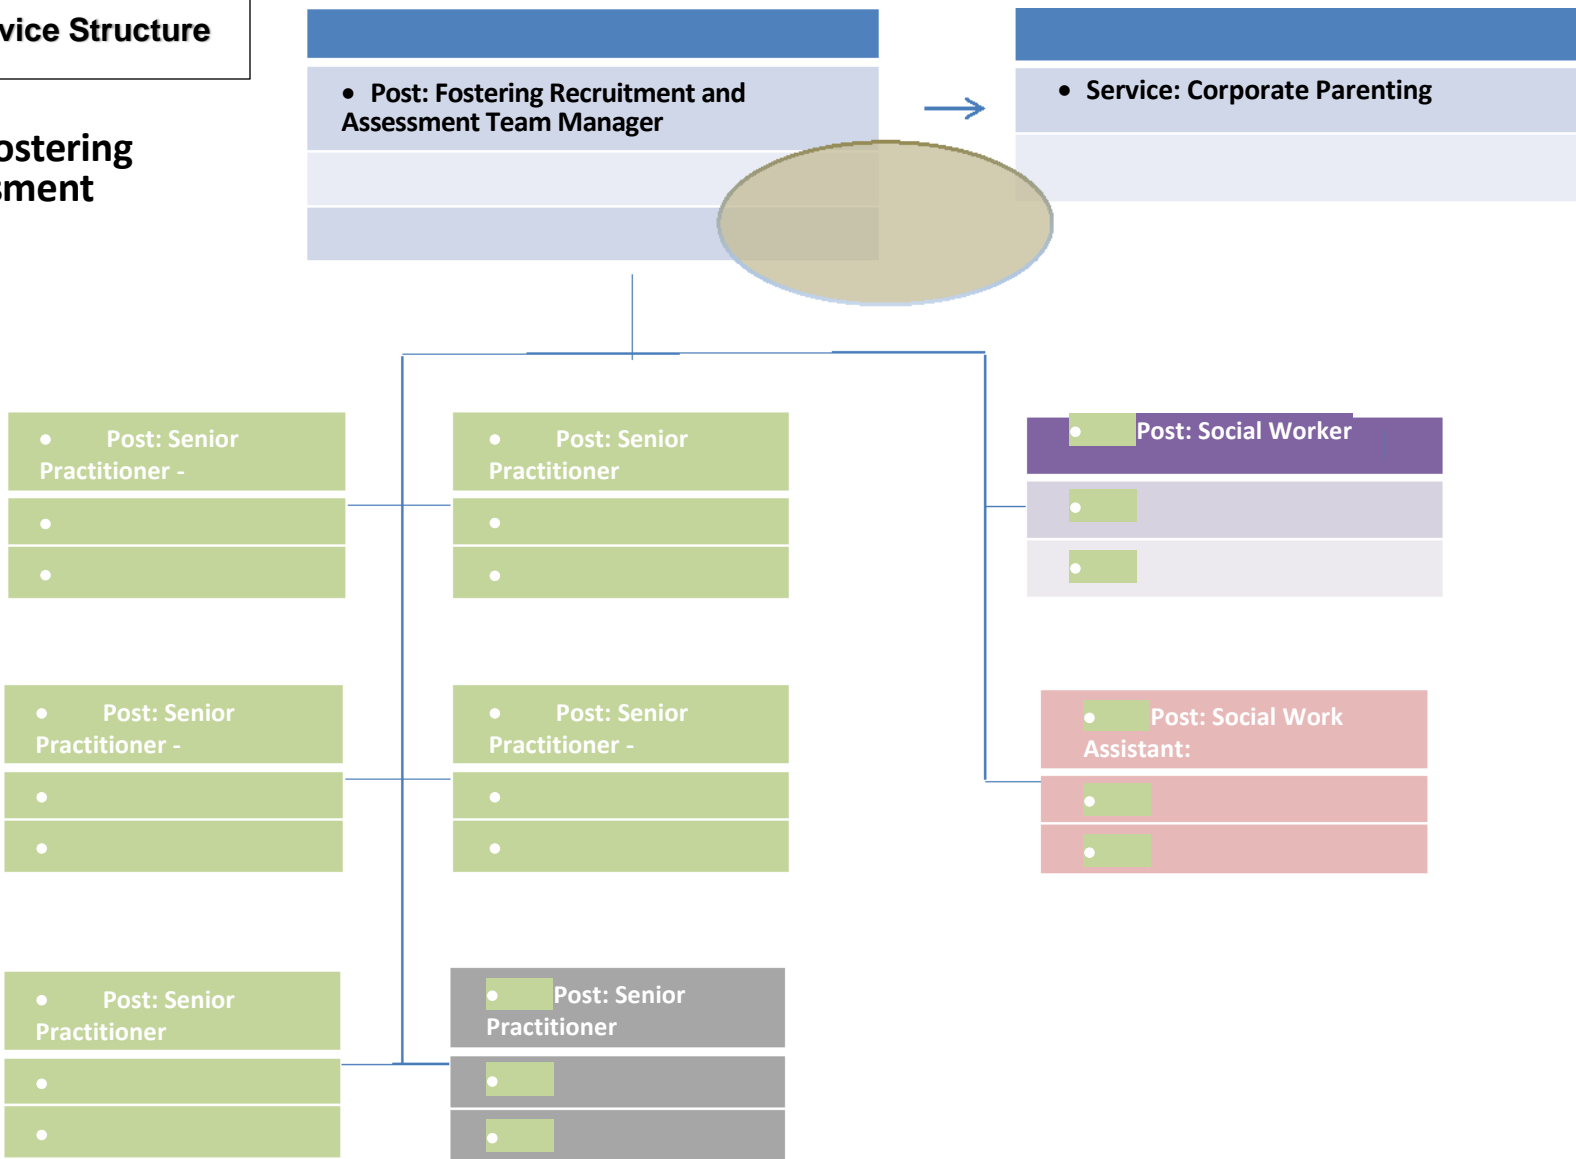 vice Structure
ostering
sment
• Post: Fostering Recruitment and
Assessment Team Manager
• Service: Corporate Parenting
• Post: Senior
Practitioner -
•
•
• Post: Senior
Practitioner
•
•
• Post: Social Worker
•
•
• Post: Senior
Practitioner -
•
•
• Post: Senior
Practitioner -
•
•
• Post: Social Work
Assistant:
•
•
• Post: Senior
Practitioner
•
•
• Post: Senior
Practitioner
•
•